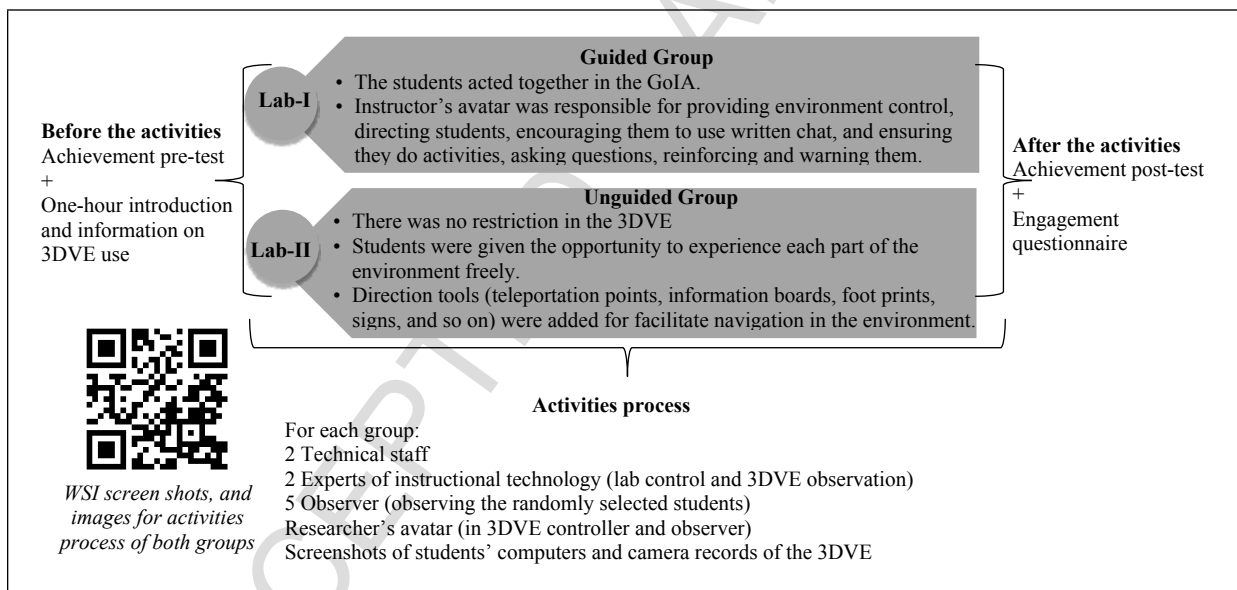 Guided Group
• The students acted together in the GoIA.
• Instructor's avatar was responsible for providing environment control,
directing students, encouraging them to use written chat, and ensuring
they do activities, asking questions, reinforcing and warning them.
Lab-I
Before the activities
Achievement pre-test
+
One-hour introduction
and information on
3DVE use
Unguided Group
• There was no restriction in the 3DVE
• Students were given the opportunity to experience each part of the
environment freely.
• Direction tools (teleportation points, information boards, foot prints,
signs, and so on) were added for facilitate navigation in the environment.
Lab-II
After the activities
Achievement post-test
+
Engagement
questionnaire
Activities process
For each group:
2 Technical staff
2 Experts of instructional technology (lab control and 3DVE observation)
5 Observer (observing the randomly selected students)
Researcher's avatar (in 3DVE controller and observer)
Screenshots of students' computers and camera records of the 3DVE
WSI screen shots, and
images for activities
process of both groups